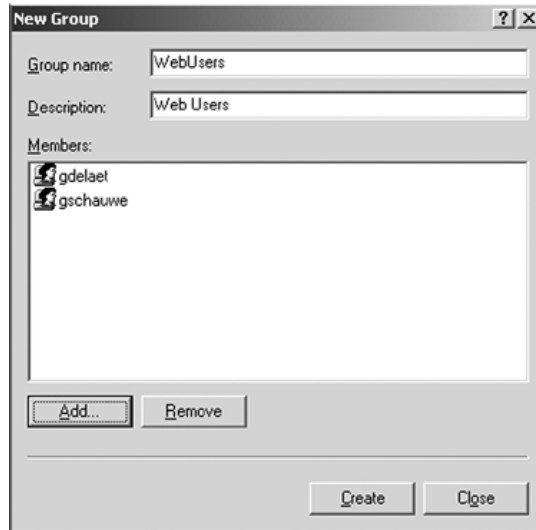 New Group
Group name: WebUsers
Description: Web Users
Members:
gdelaet
gschauwe
Add... Remove
Create Close